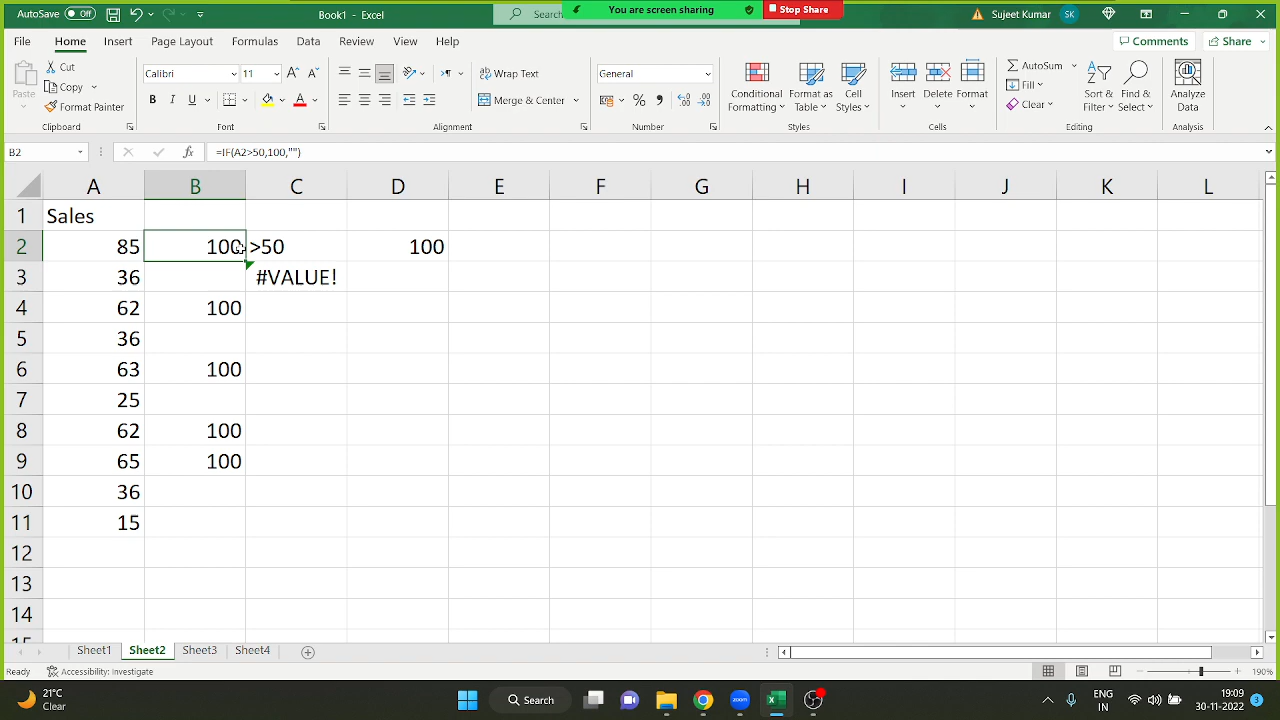 AutoSave Off
Book1 - Excel
Search
You are screen sharing
Stop Share
Sujeet Kumar
SK
File Home Insert Page Layout Formulas Data Review View Help
Comments
Share
Paste
Cut
Copy
Format Painter
Clipboard
Calibri 11
B I U
Font
Wrap Text
Merge & Center
Alignment
General
Number
Conditional Formatting
Format as Table
Cell Styles
Styles
Insert
Delete
Format
Cells
AutoSum
Fill
Clear
Sort & Filter
Find & Select
Editing
Analyze Data
Analysis
B2
fx
=IF(A2>50,100,"")
A B C D E F G H I J K L
1 Sales
2 85 100 >50 100
3 36 #VALUE!
4 62 100
5 36
6 63 100
7 25
8 62 100
9 65 100
10 36
11 15
12
13
14
15
Sheet1 Sheet2 Sheet3 Sheet4
Ready
Accessibility: Investigate
190%
21°C
Clear
Search
ENG
IN
19:09
30-11-2022
3